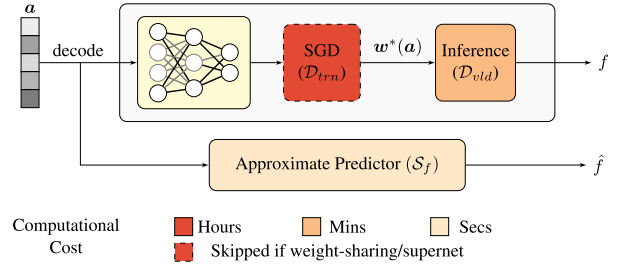 a
decode
SGD
(𝒟trn)
w*(a)
Inference
(𝒟vld)
f
Approximate Predictor (𝒮f)
f̂
Computational
Cost
Hours
Mins
Secs
Skipped if weight-sharing/supernet